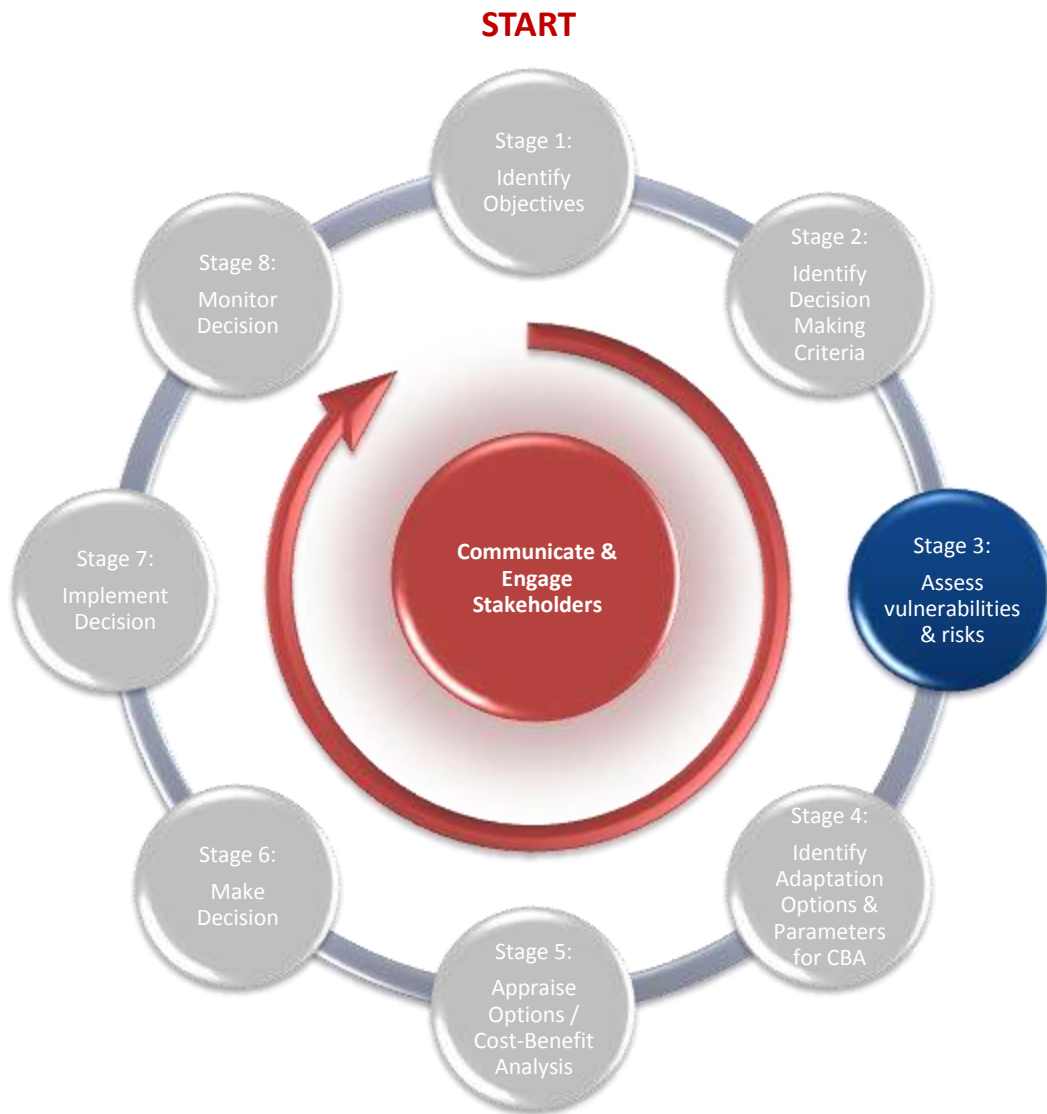 START
Stage 1:
Identify
Objectives
Stage 2:
Identify
Decision
Making
Criteria
Stage 3:
Assess
vulnerabilities
& risks
Stage 4:
Identify
Adaptation
Options &
Parameters
for CBA
Stage 5:
Appraise
Options /
Cost-Benefit
Analysis
Stage 6:
Make
Decision
Stage 7:
Implement
Decision
Stage 8:
Monitor
Decision
Communicate &
Engage
Stakeholders